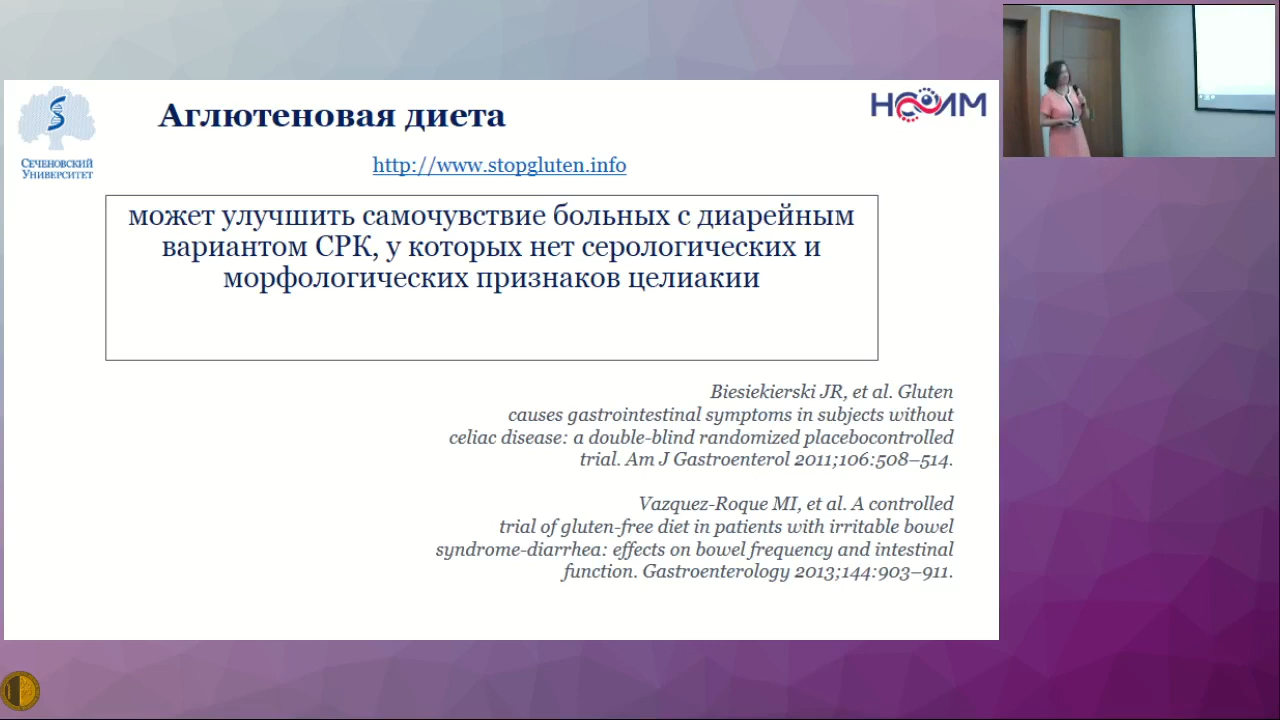 Аглютеновая диета
НСОИМ
СЕЧЕНОВСКИЙ
УНИВЕРСИТЕТ
http://www.stopgluten.info
может улучшить самочувствие больных с диарейным
вариантом СРК, у которых нет серологических и
морфологических признаков целиакии
Biesiekierski JR, et al. Gluten
causes gastrointestinal symptoms in subjects without
celiac disease: a double-blind randomized placebocontrolled
trial. Am J Gastroenterol 2011;106:508–514.
Vazquez-Roque MI, et al. A controlled
trial of gluten-free diet in patients with irritable bowel
syndrome-diarrhea: effects on bowel frequency and intestinal
function. Gastroenterology 2013;144:903–911.